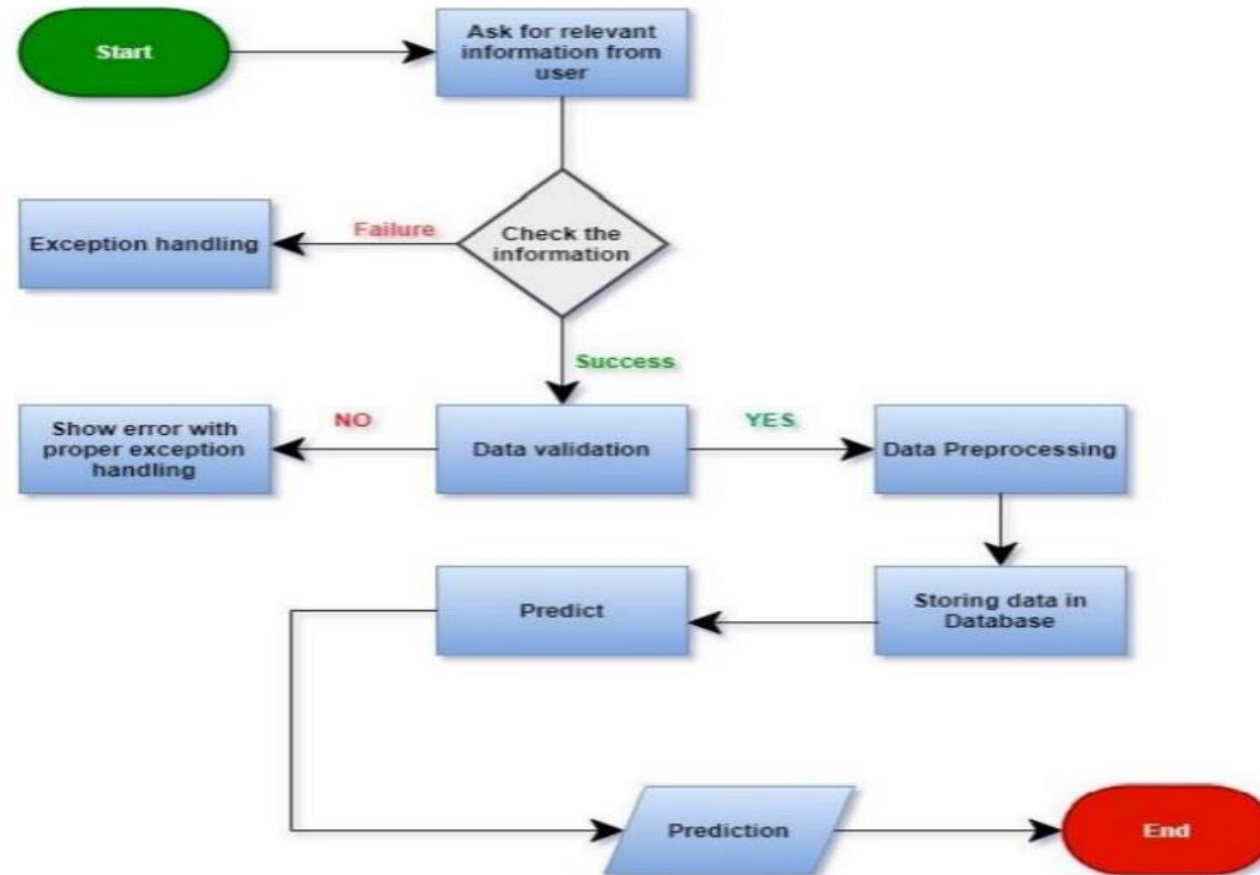 Start
Ask for relevant
information from
user
Failure
Exception handling
Check the
information
Success
NO
YES
Show error with
proper exception
handling
Data validation
Data Preprocessing
Predict
Storing data in
Database
Prediction
End